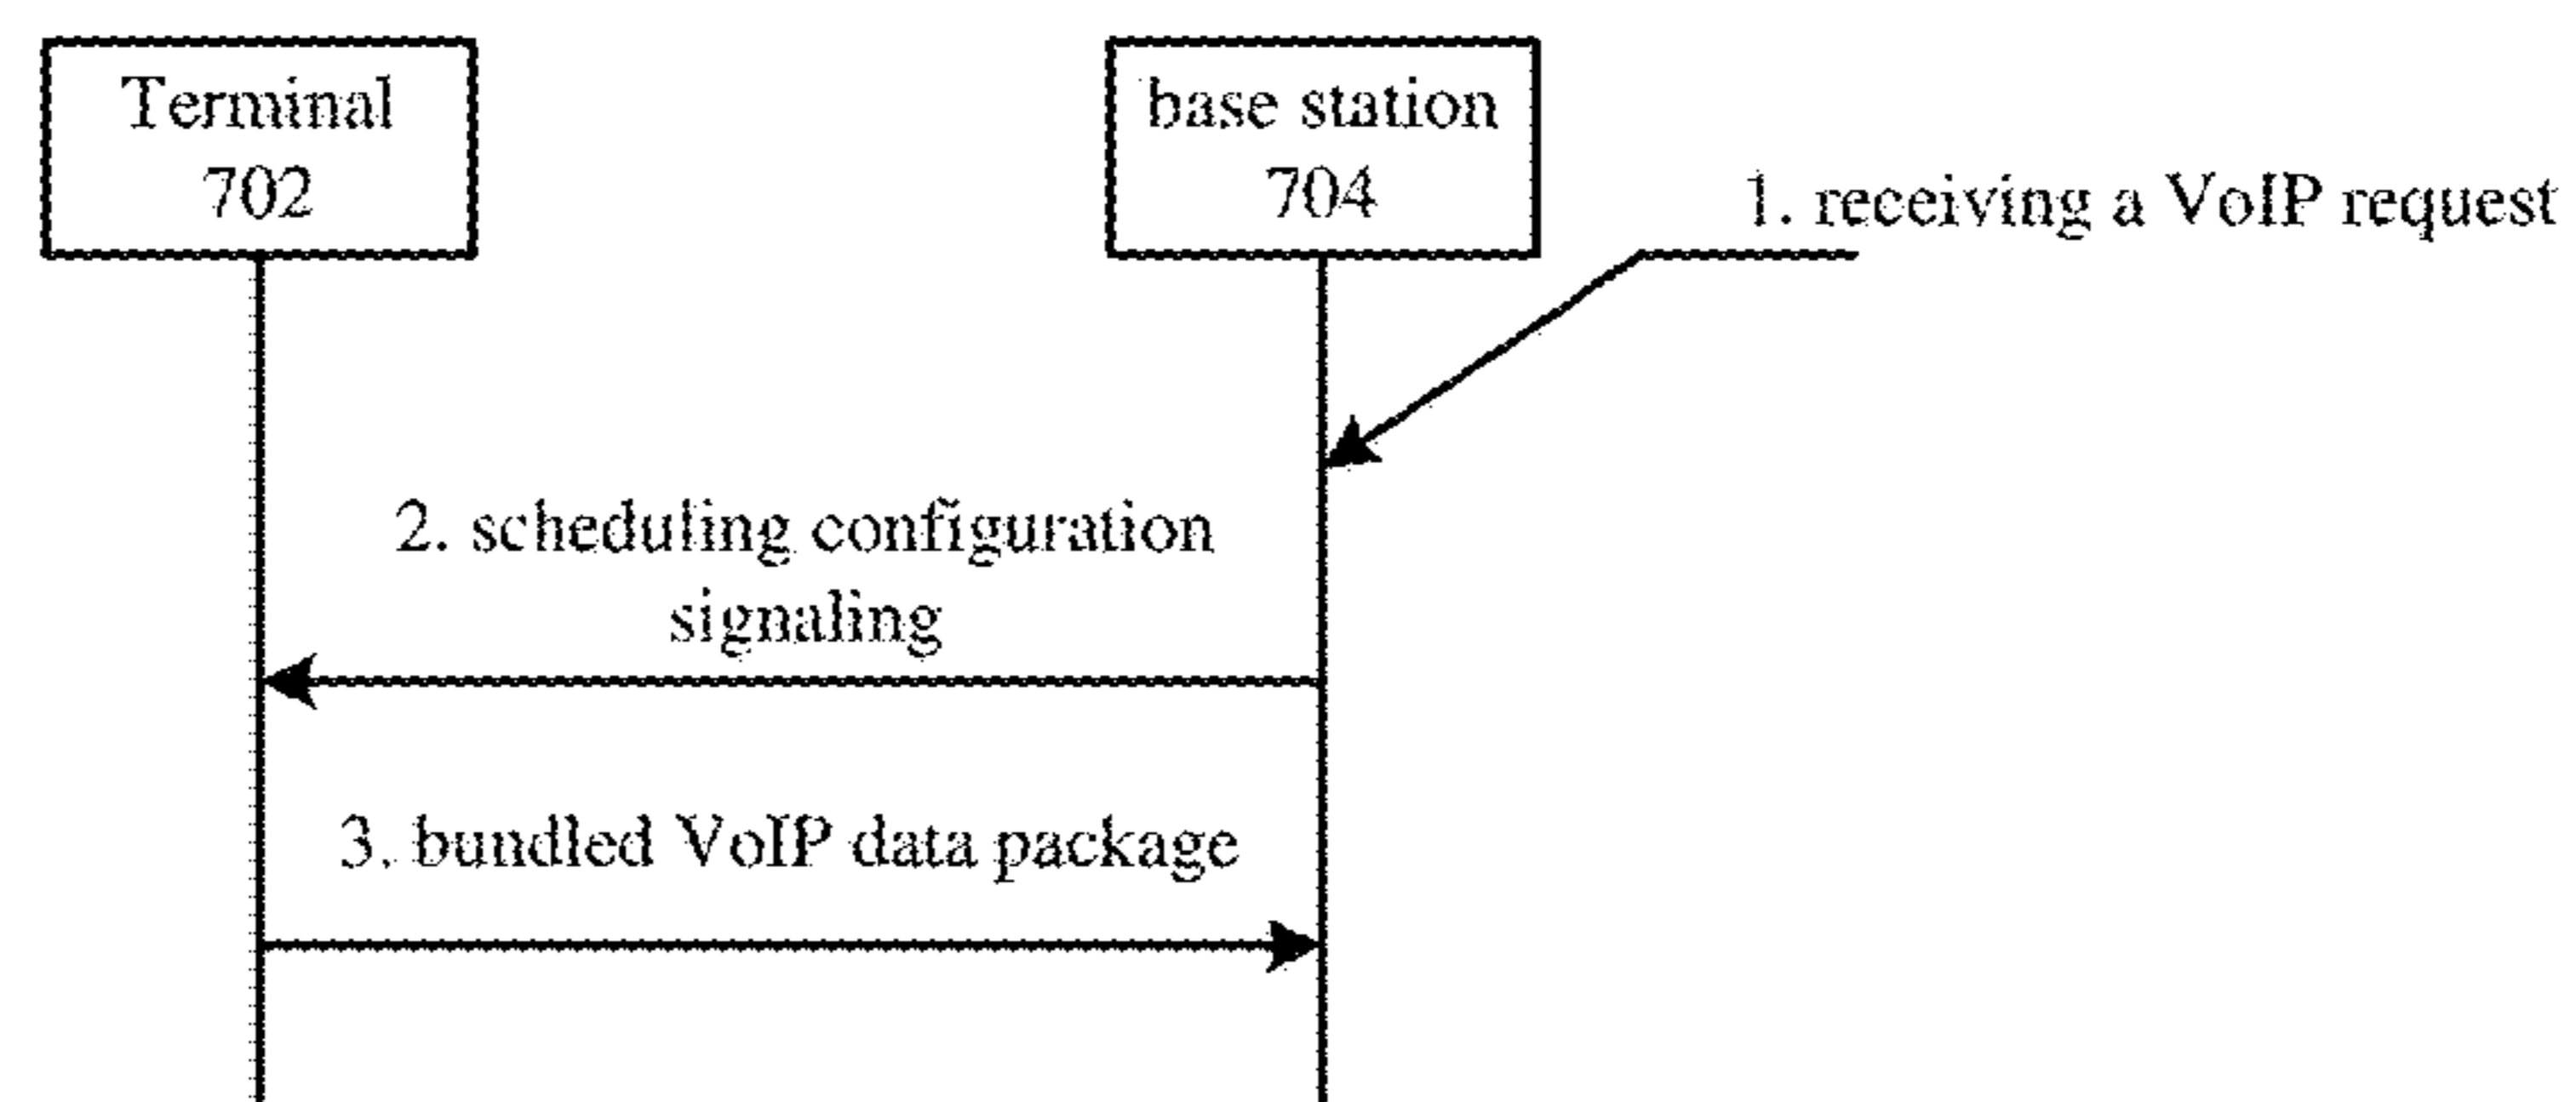 Terminal
702
base station
704
1. receiving a VoIP request
2. scheduling configuration
signaling
3. bundled VoIP data package